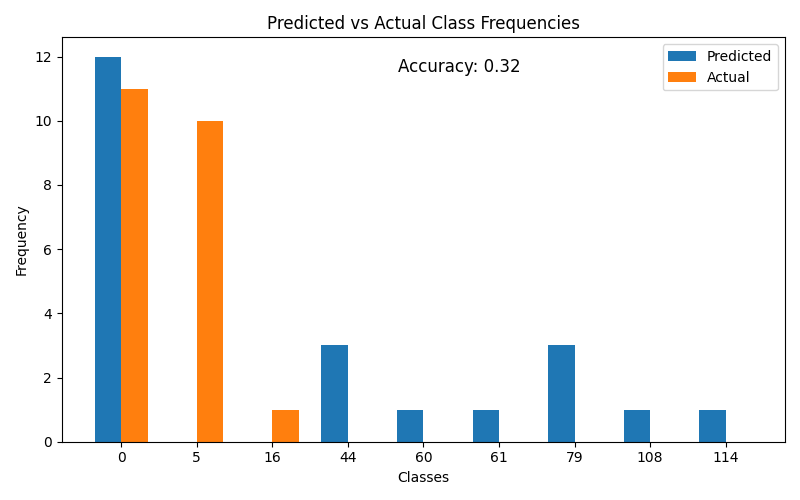 Predicted vs Actual Class Frequencies
Accuracy: 0.32
Predicted
Actual
Frequency
12
10
8
6
4
2
0
0 5 16 44 60 61 79 108 114
Classes